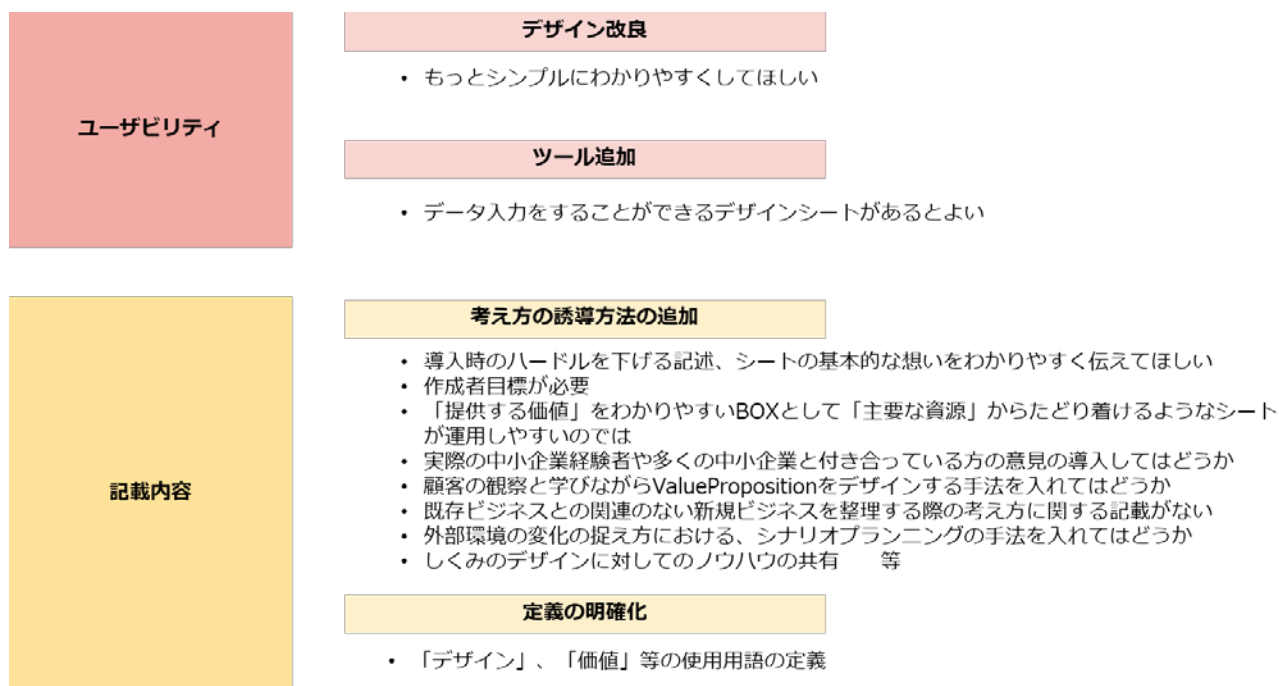 ユーザビリティ
デザイン改良
• もっとシンプルにわかりやすくしてほしい
ツール追加
• データ入力をすることができるデザインシートがあるとよい
記載内容
考え方の誘導方法の追加
• 導入時のハードルを下げる記述、シートの基本的な想いをわかりやすく伝えてほしい
• 作成者目標が必要
• 「提供する価値」をわかりやすいBOXとして「主要な資源」からたどり着けるようなシート
が運用しやすいのでは
• 実際の中小企業経験者や多くの中小企業と付き合っている方の意見の導入してはどうか
• 顧客の観察と学びながらValuePropositionをデザインする手法を入れてはどうか
• 既存ビジネスとの関連のない新規ビジネスを整理する際の考え方に関する記載がない
• 外部環境の変化の捉え方における、シナリオプランニングの手法を入れてはどうか
• しくみのデザインに対してのノウハウの共有　　等
定義の明確化
• 「デザイン」、「価値」等の使用用語の定義